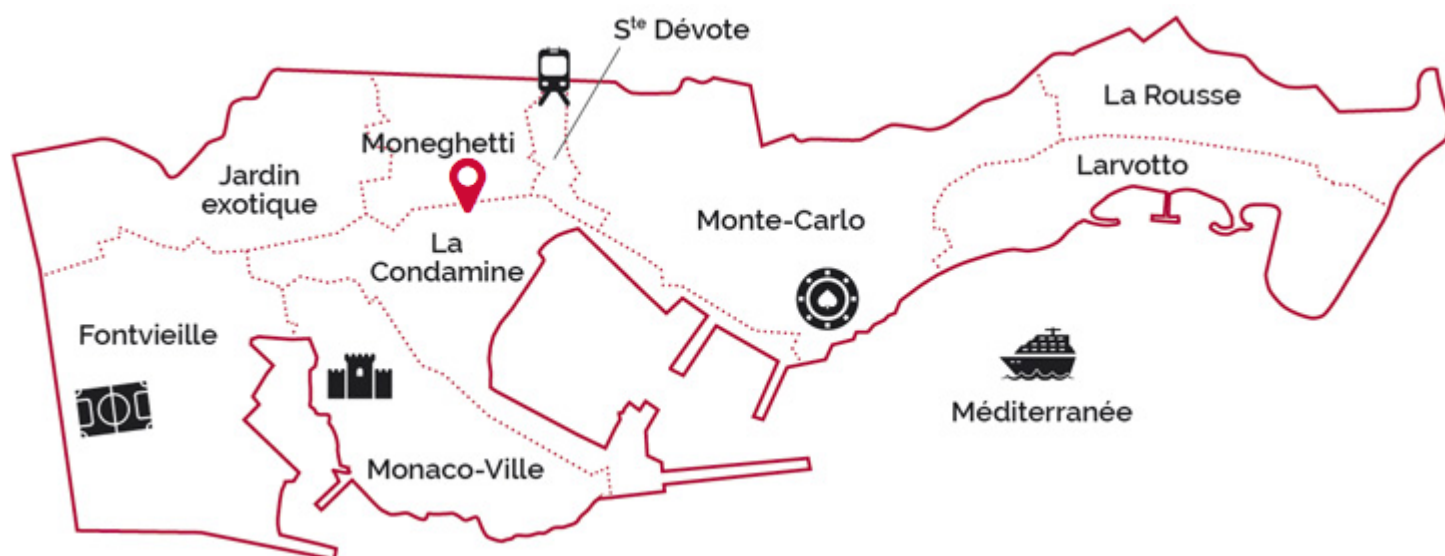 Ste Dévote
La Rousse
Moneghetti
Larvotto
Jardin
exotique
Monte-Carlo
La
Condamine
Fontvieille
Méditerranée
Monaco-Ville